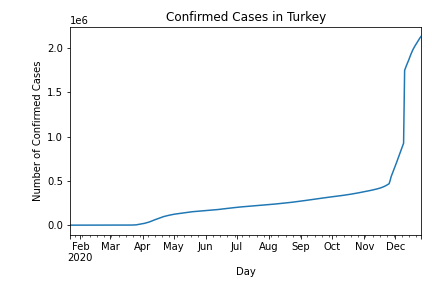 Confirmed Cases in Turkey
1e6
2.0
1.5
1.0
0.5
0.0
Number of Confirmed Cases
Feb Mar Apr May Jun Jul Aug Sep Oct Nov Dec
2020
Day